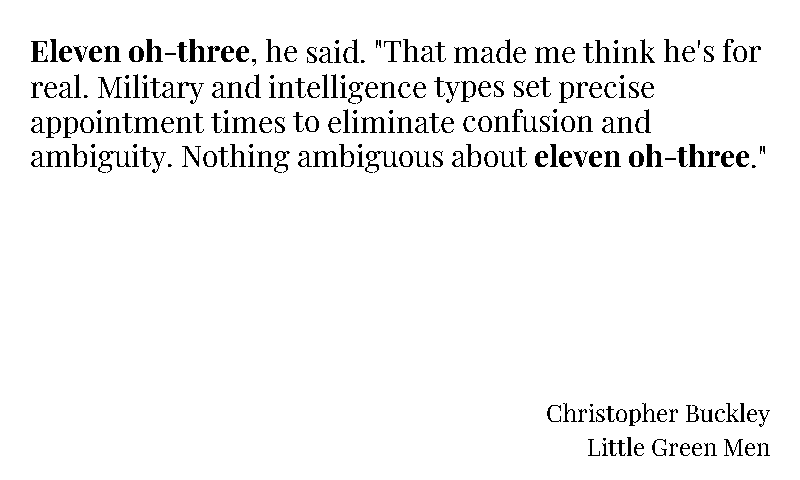 Eleven oh-three, he said. "That made me think he's for
real. Military and intelligence types set precise
appointment times to eliminate confusion and
ambiguity. Nothing ambiguous about eleven oh-three."
Christopher Buckley
Little Green Men